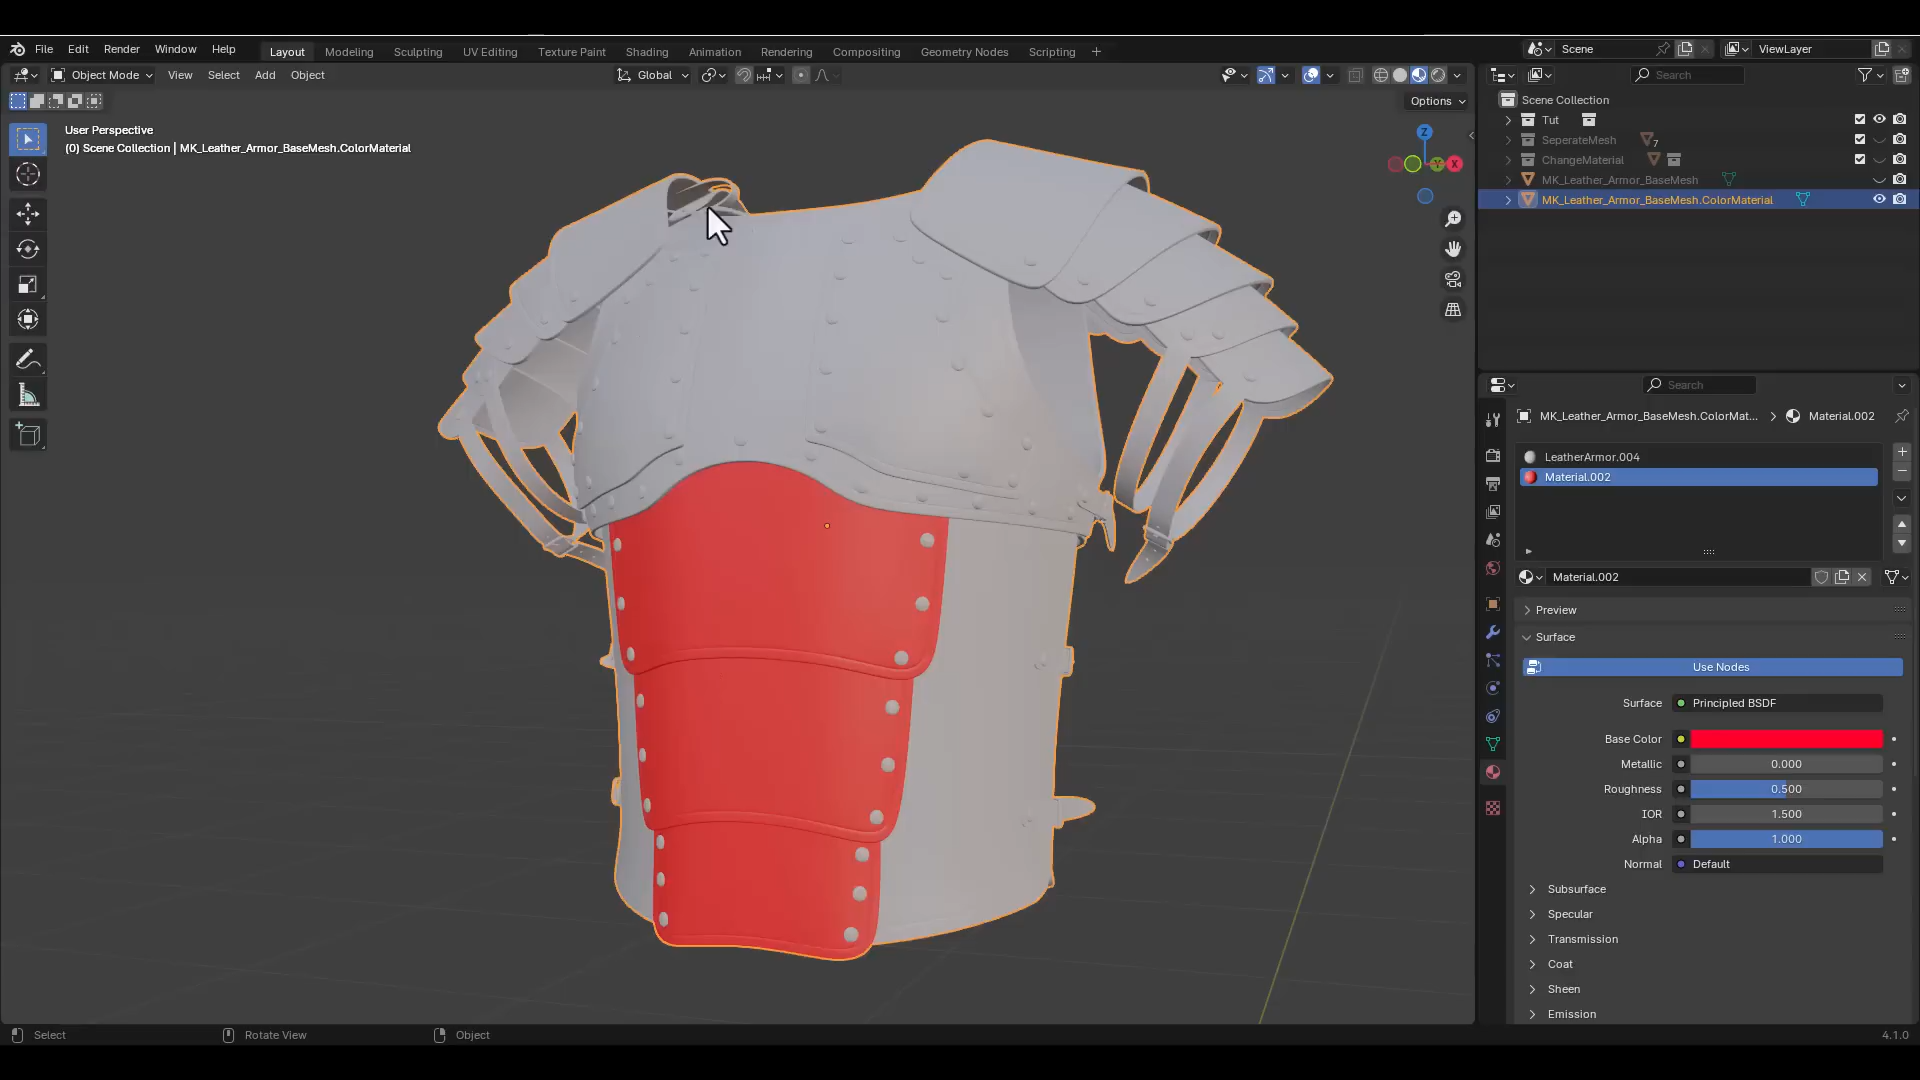 File Edit Render Window Help Layout Modeling Sculpting UV Editing Texture Paint Shading Animation Rendering Compositing Geometry Nodes Scripting + Scene ViewLayer
Object Mode View Select Add Object Global Search
Options
User Perspective
(0) Scene Collection | MK_Leather_Armor_BaseMesh.ColorMaterial
Z
Y
X
Scene Collection
Tut
SeperateMesh 7
ChangeMaterial
MK_Leather_Armor_BaseMesh
MK_Leather_Armor_BaseMesh.ColorMaterial
Search
MK_Leather_Armor_BaseMesh.ColorMat... > Material.002
LeatherArmor.004
Material.002
Material.002
Preview
Surface
Use Nodes
Surface Principled BSDF
Base Color
Metallic 0.000
Roughness 0.500
IOR 1.500
Alpha 1.000
Normal Default
Subsurface
Specular
Transmission
Coat
Sheen
Emission
Select Rotate View Object 4.1.0